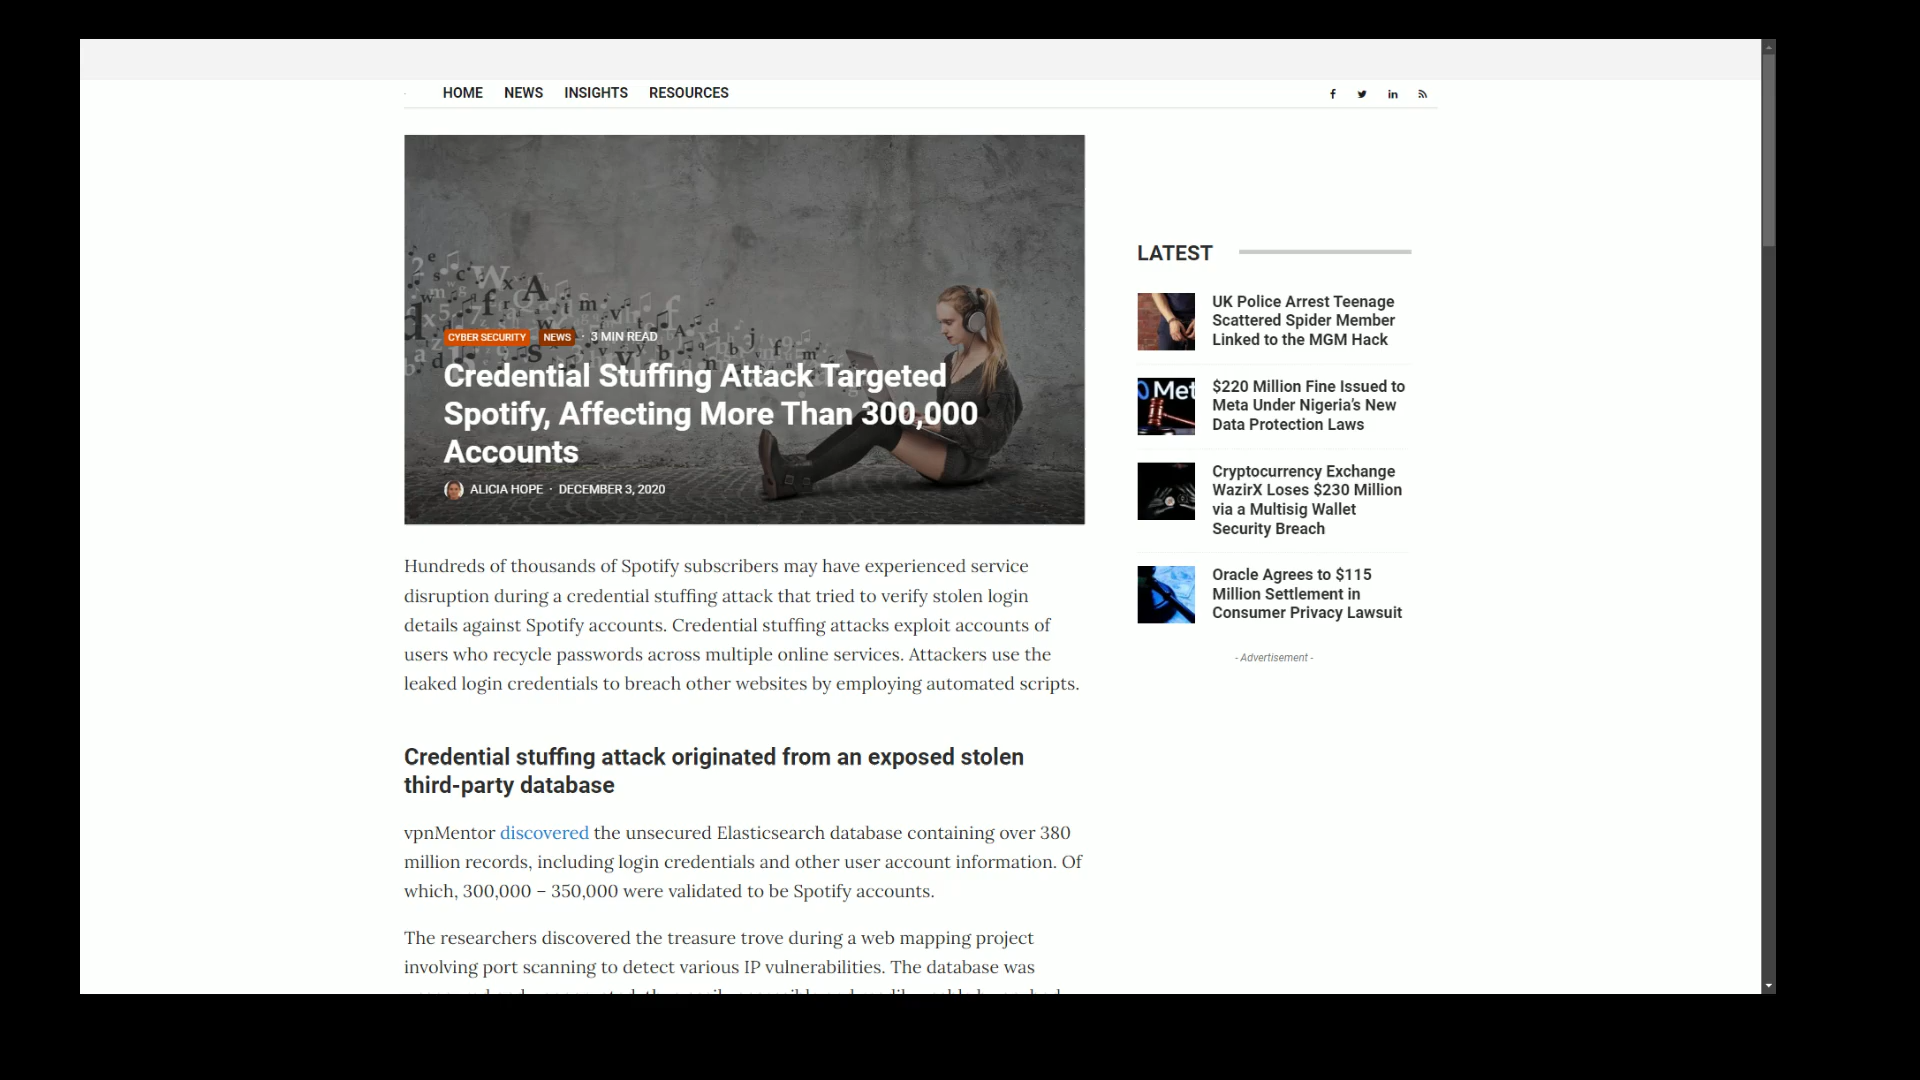 HOME NEWS INSIGHTS RESOURCES
CYBER SECURITY NEWS · 3 MIN READ
Credential Stuffing Attack Targeted
Spotify, Affecting More Than 300,000
Accounts
ALICIA HOPE · DECEMBER 3, 2020
Hundreds of thousands of Spotify subscribers may have experienced service
disruption during a credential stuffing attack that tried to verify stolen login
details against Spotify accounts. Credential stuffing attacks exploit accounts of
users who recycle passwords across multiple online services. Attackers use the
leaked login credentials to breach other websites by employing automated scripts.
Credential stuffing attack originated from an exposed stolen
third-party database
vpnMentor discovered the unsecured Elasticsearch database containing over 380
million records, including login credentials and other user account information. Of
which, 300,000 – 350,000 were validated to be Spotify accounts.
The researchers discovered the treasure trove during a web mapping project
involving port scanning to detect various IP vulnerabilities. The database was
LATEST
UK Police Arrest Teenage
Scattered Spider Member
Linked to the MGM Hack
Met
$220 Million Fine Issued to
Meta Under Nigeria's New
Data Protection Laws
Cryptocurrency Exchange
WazirX Loses $230 Million
via a Multisig Wallet
Security Breach
Oracle Agrees to $115
Million Settlement in
Consumer Privacy Lawsuit
- Advertisement -